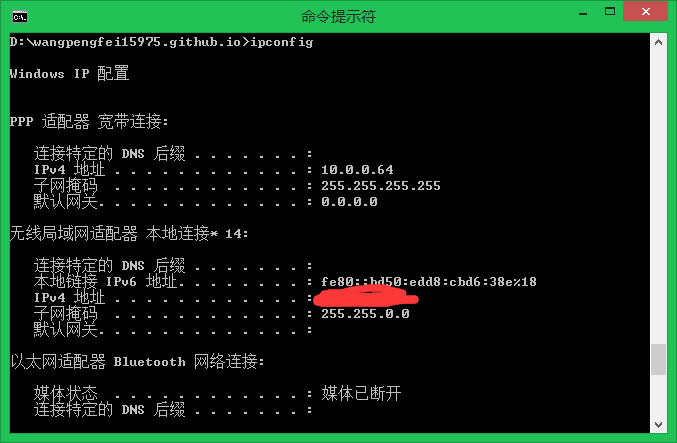 命令提示符
D:\wangpengfei15975.github.io>ipconfig
Windows IP 配置
PPP 适配器 宽带连接:
连接特定的 DNS 后缀 . . . . . . . :
IPv4 地址 . . . . . . . . . . . . : 10.0.0.64
子网掩码  . . . . . . . . . . . . : 255.255.255.255
默认网关. . . . . . . . . . . . . : 0.0.0.0
无线局域网适配器 本地连接* 14:
连接特定的 DNS 后缀 . . . . . . . :
本地链接 IPv6 地址. . . . . . . . : fe80::bd50:edd8:cbd6:38e%18
IPv4 地址 . . . . . . . . . . . . :
子网掩码  . . . . . . . . . . . . : 255.255.0.0
默认网关. . . . . . . . . . . . . :
以太网适配器 Bluetooth 网络连接:
媒体状态  . . . . . . . . . . . . : 媒体已断开
连接特定的 DNS 后缀 . . . . . . . :